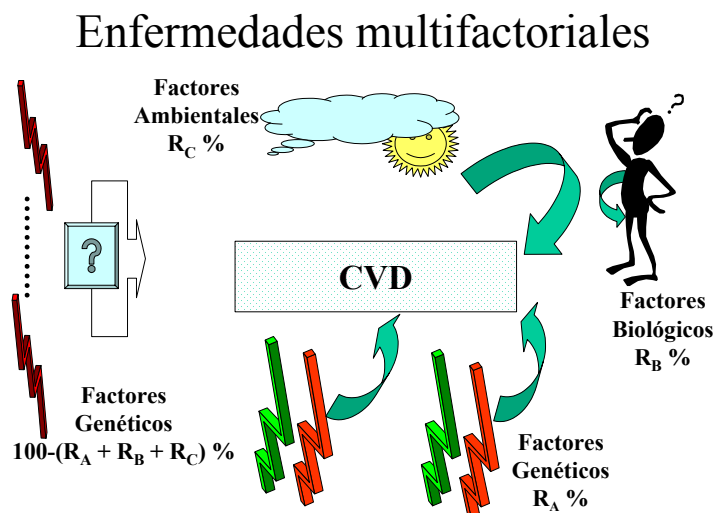 Enfermedades multifactoriales
Factores
Ambientales
R_C %
?
?
CVD
Factores
Biológicos
R_B %
Factores
Genéticos
100-(R_A + R_B + R_C) %
Factores
Genéticos
R_A %